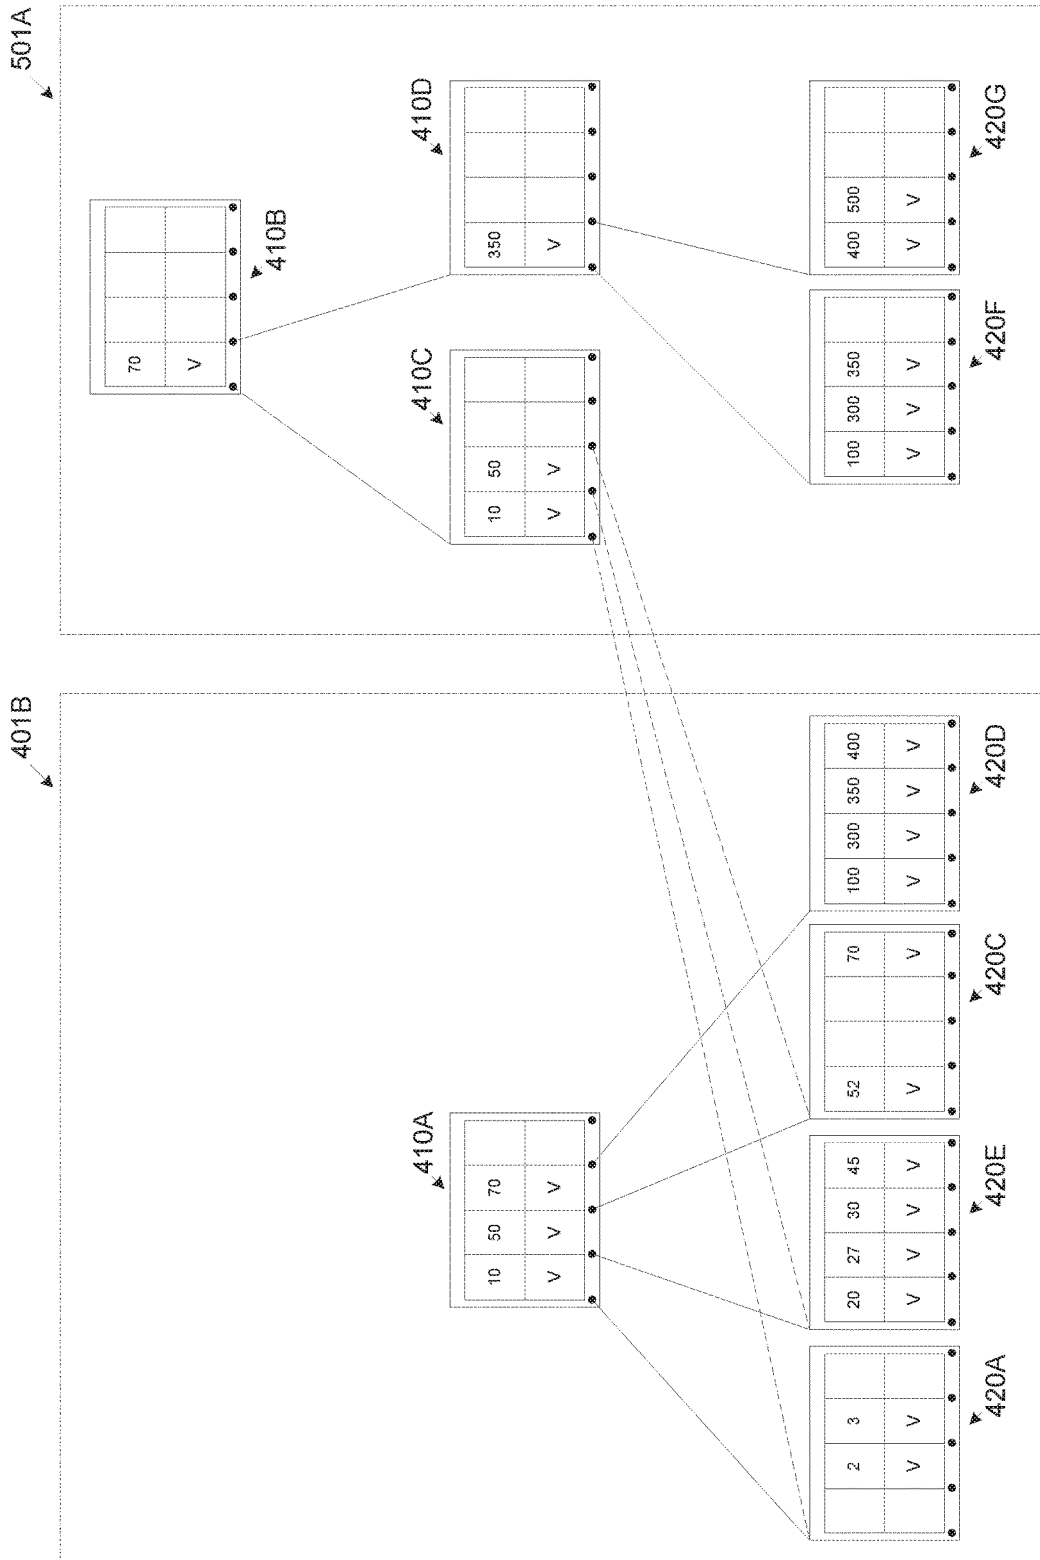 401B
501A
70
V
410B
410A
10 50 70
V V V
410C
10 50
V V
410D
350
V
2 3
V V
420A
20 27 30 45
V V V V
420E
52 70
V V
420C
100 300 350 400
V V V V
420D
100 300 350
V V V
420F
400 500
V V
420G